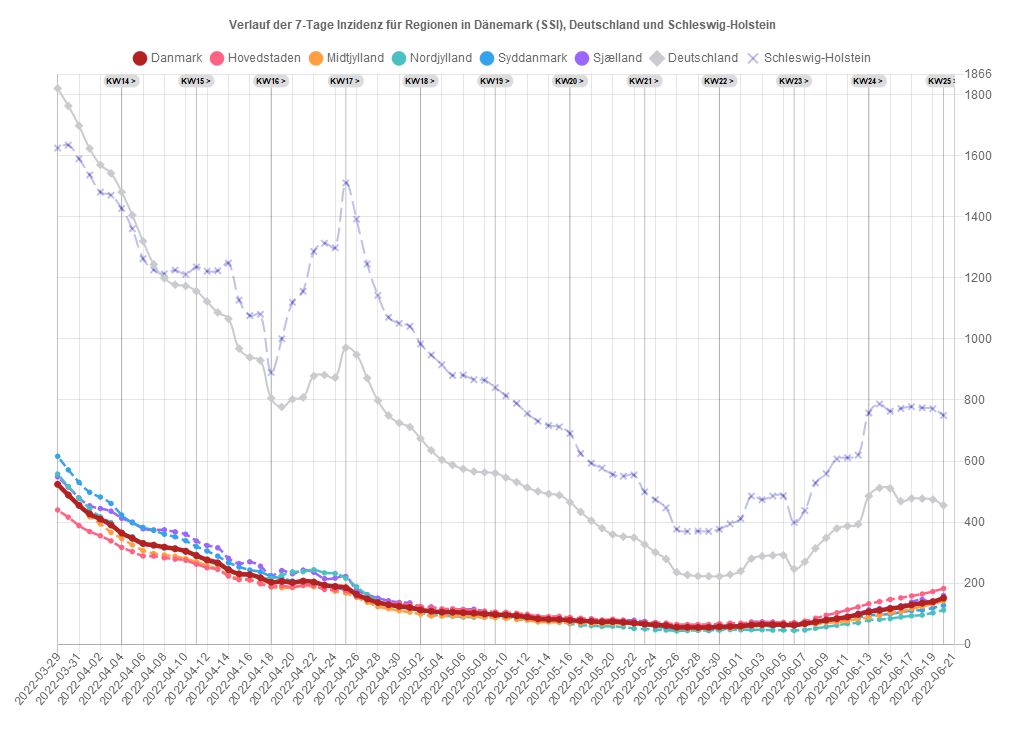 Verlauf der 7-Tage Inzidenz für Regionen in Dänemark (SSI), Deutschland und Schleswig-Holstein
Danmark Hovedstaden Midtjylland Nordjylland Syddanmark Sjælland Deutschland Schleswig-Holstein
KW14 > KW15 > KW16 > KW17 > KW18 > KW19 > KW20 > KW21 > KW22 > KW23 > KW24 > KW25 >
1866
1800
1600
1400
1200
1000
800
600
400
200
0
2022-03-29 2022-03-31 2022-04-02 2022-04-04 2022-04-06 2022-04-08 2022-04-10 2022-04-12 2022-04-14 2022-04-16 2022-04-18 2022-04-20 2022-04-22 2022-04-24 2022-04-26 2022-04-28 2022-04-30 2022-05-02 2022-05-04 2022-05-06 2022-05-08 2022-05-10 2022-05-12 2022-05-14 2022-05-16 2022-05-18 2022-05-20 2022-05-22 2022-05-24 2022-05-26 2022-05-28 2022-05-30 2022-06-01 2022-06-03 2022-06-05 2022-06-07 2022-06-09 2022-06-11 2022-06-13 2022-06-15 2022-06-17 2022-06-19 2022-06-21